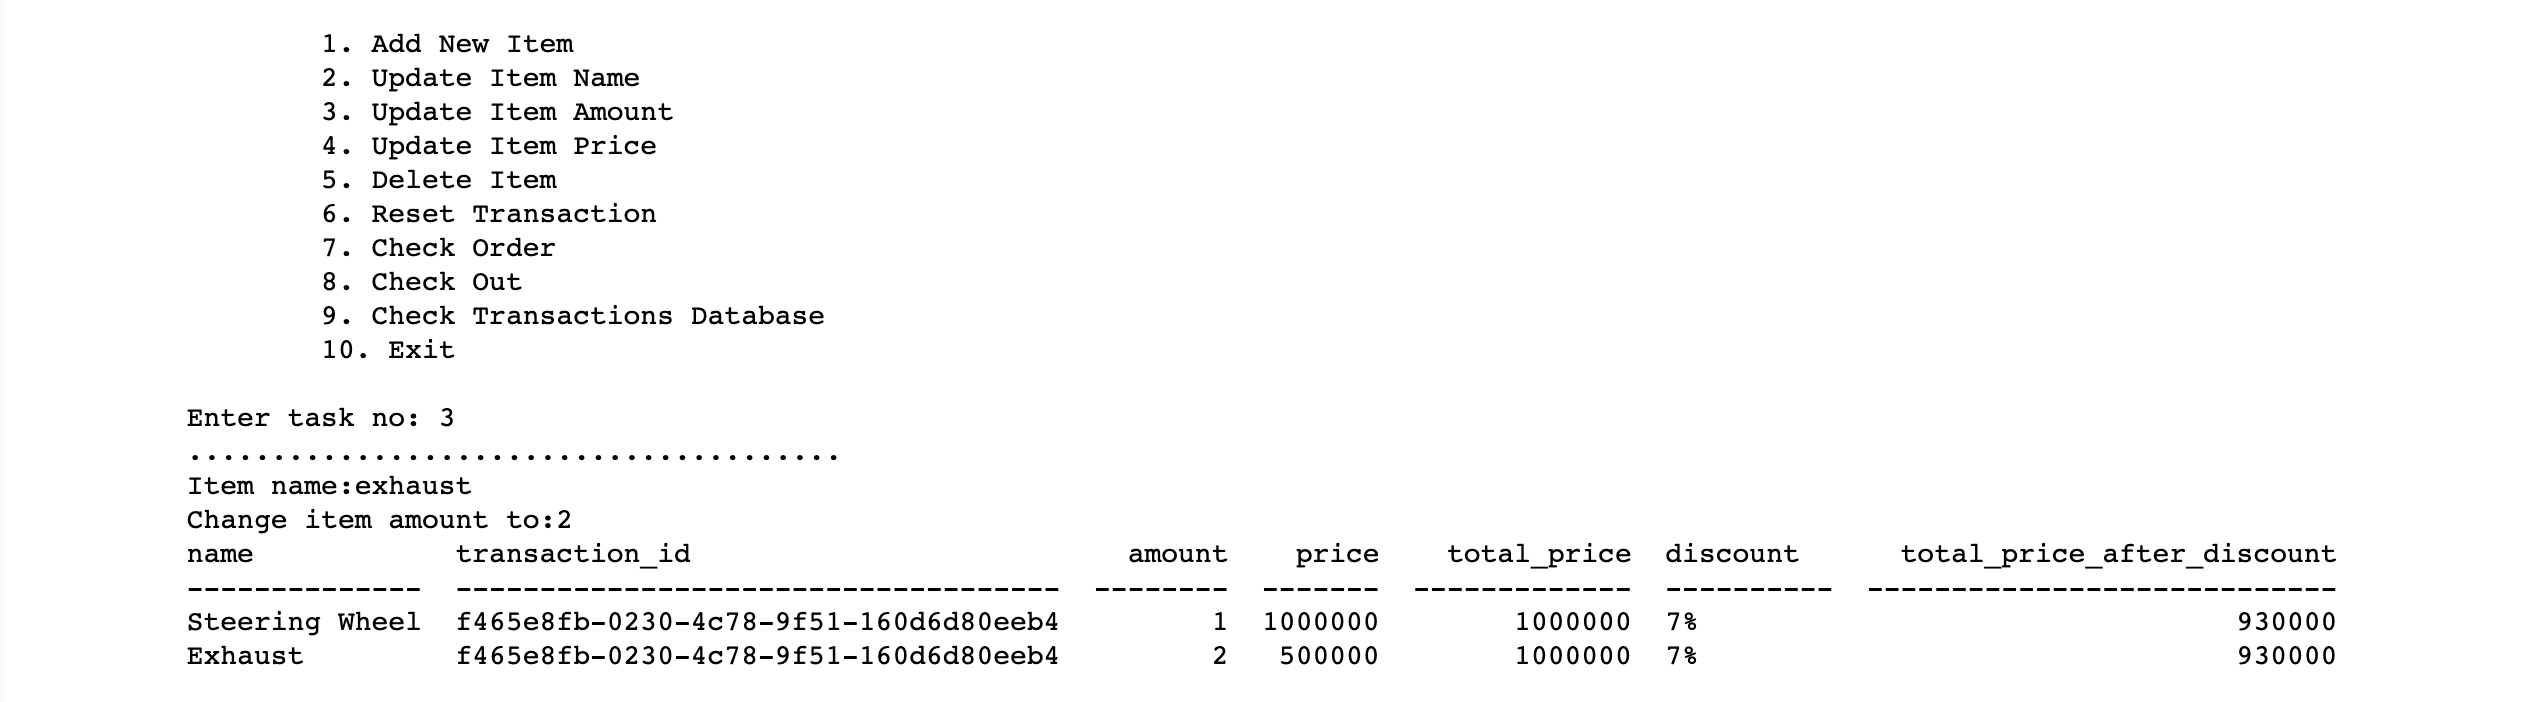 1. Add New Item
2. Update Item Name
3. Update Item Amount
4. Update Item Price
5. Delete Item
6. Reset Transaction
7. Check Order
8. Check Out
9. Check Transactions Database
10. Exit
Enter task no: 3
.......................................
Item name:exhaust
Change item amount to:2
name            transaction_id                          amount    price    total_price  discount      total_price_after_discount
--------------  ------------------------------------  --------  -------  -------------  ----------  ----------------------------
Steering Wheel  f465e8fb-0230-4c78-9f51-160d6d80eeb4         1  1000000        1000000  7%                                930000
Exhaust         f465e8fb-0230-4c78-9f51-160d6d80eeb4         2   500000        1000000  7%                                930000